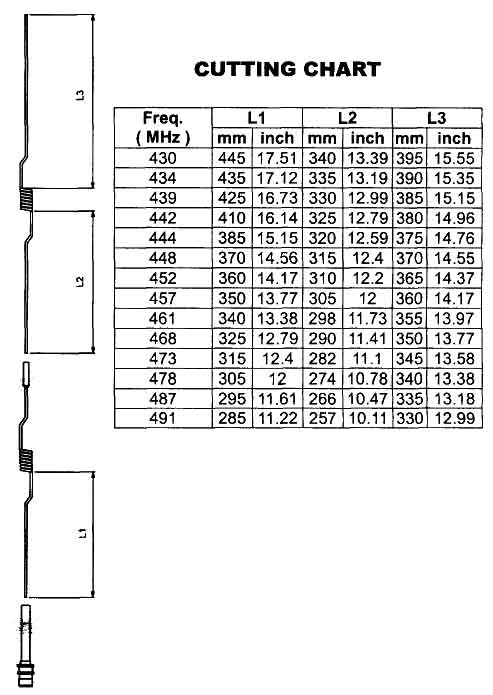 CUTTING CHART
Freq. L1 L2 L3
( MHz ) mm inch mm inch mm inch
430 445 17.51 340 13.39 395 15.55
434 435 17.12 335 13.19 390 15.35
439 425 16.73 330 12.99 385 15.15
442 410 16.14 325 12.79 380 14.96
444 385 15.15 320 12.59 375 14.76
448 370 14.56 315 12.4 370 14.55
452 360 14.17 310 12.2 365 14.37
457 350 13.77 305 12 360 14.17
461 340 13.38 298 11.73 355 13.97
468 325 12.79 290 11.41 350 13.77
473 315 12.4 282 11.1 345 13.58
478 305 12 274 10.78 340 13.38
487 295 11.61 266 10.47 335 13.18
491 285 11.22 257 10.11 330 12.99
L3
L2
L1